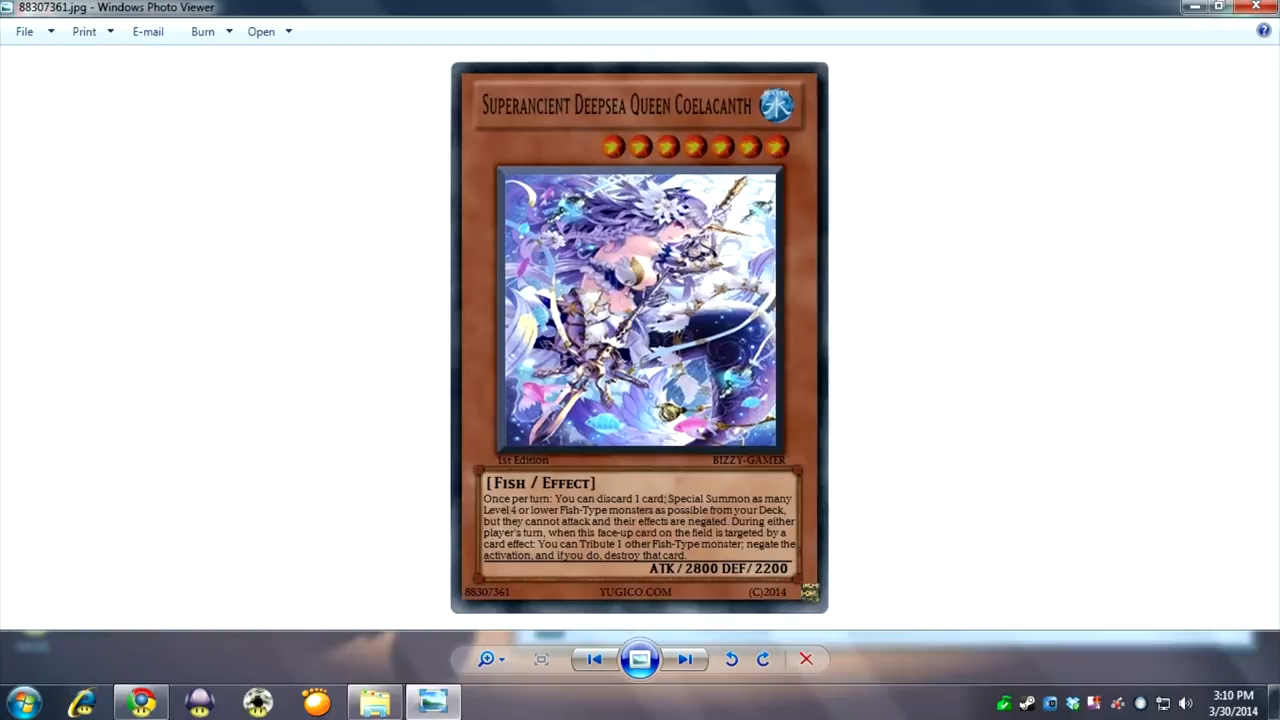 88307361.jpg - Windows Photo Viewer
File Print E-mail Burn Open
SUPERANCIENT DEEPSEA QUEEN COELACANTH
WATER
水
1st Edition BIZZY-GAMER
[FISH / EFFECT]
Once per turn: You can discard 1 card; Special Summon as many
Level 4 or lower Fish-Type monsters as possible from your Deck,
but they cannot attack and their effects are negated. During either
player's turn, when this face-up card on the field is targeted by a
card effect: You can Tribute 1 other Fish-Type monster; negate the
activation, and if you do, destroy that card.
ATK / 2800 DEF / 2200
88307361 YUGICO.COM (C)2014
3:10 PM
3/30/2014